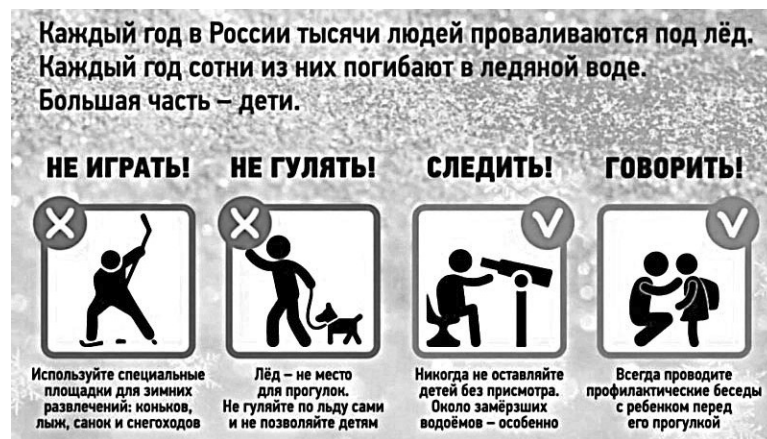 Каждый год в России тысячи людей проваливаются под лёд.
Каждый год сотни из них погибают в ледяной воде.
Большая часть – дети.
НЕ ИГРАТЬ!
НЕ ГУЛЯТЬ!
СЛЕДИТЬ!
ГОВОРИТЬ!
Используйте специальные
площадки для зимних
развлечений: коньков,
лыж, санок и снегоходов
Лёд – не место
для прогулок.
Не гуляйте по льду сами
и не позволяйте детям
Никогда не оставляйте
детей без присмотра.
Около замёрзших
водоёмов – особенно
Всегда проводите
профилактические беседы
с ребенком перед
его прогулкой